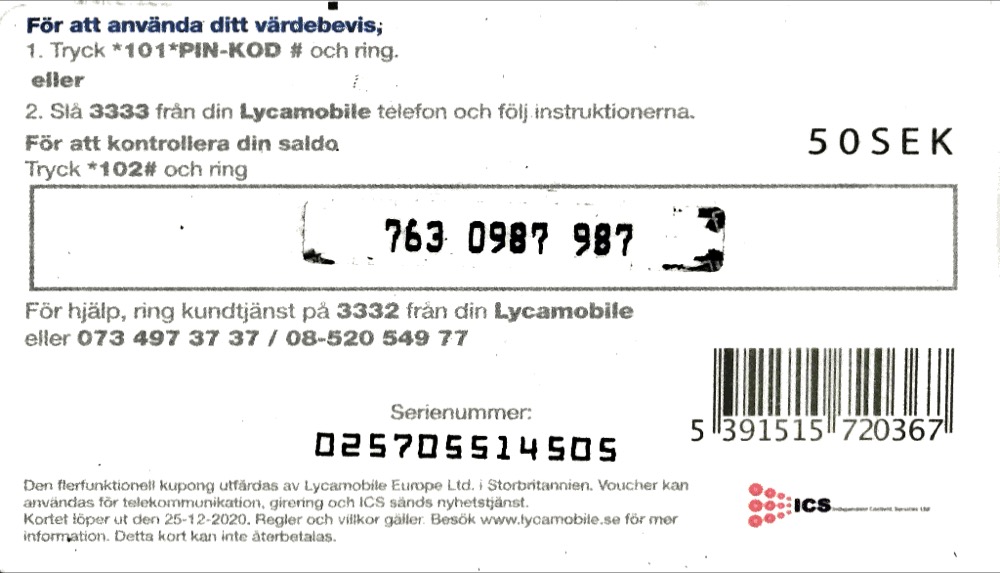 För att använda ditt värdebevis;
1. Tryck *101*PIN-KOD # och ring.
eller
2. Slå 3333 från din Lycamobile telefon och följ instruktionerna.
För att kontrollera din saldo
50SEK
Tryck *102# och ring
763 0987 987
För hjälp, ring kundtjänst på 3332 från din Lycamobile
eller 073 497 37 37 / 08-520 549 77
Serienummer:
025705514505
5 391515 720367
Den flerfunktionell kupong utfärdas av Lycamobile Europe Ltd. i Storbritannien. Voucher kan
användas för telekommunikation, girering och ICS sänds nyhetstjänst.
Kortet löper ut den 25-12-2020. Regler och villkor gäller. Besök www.lycamobile.se för mer
information. Detta kort kan inte återbetalas.
ICS Independent Content Services Ltd